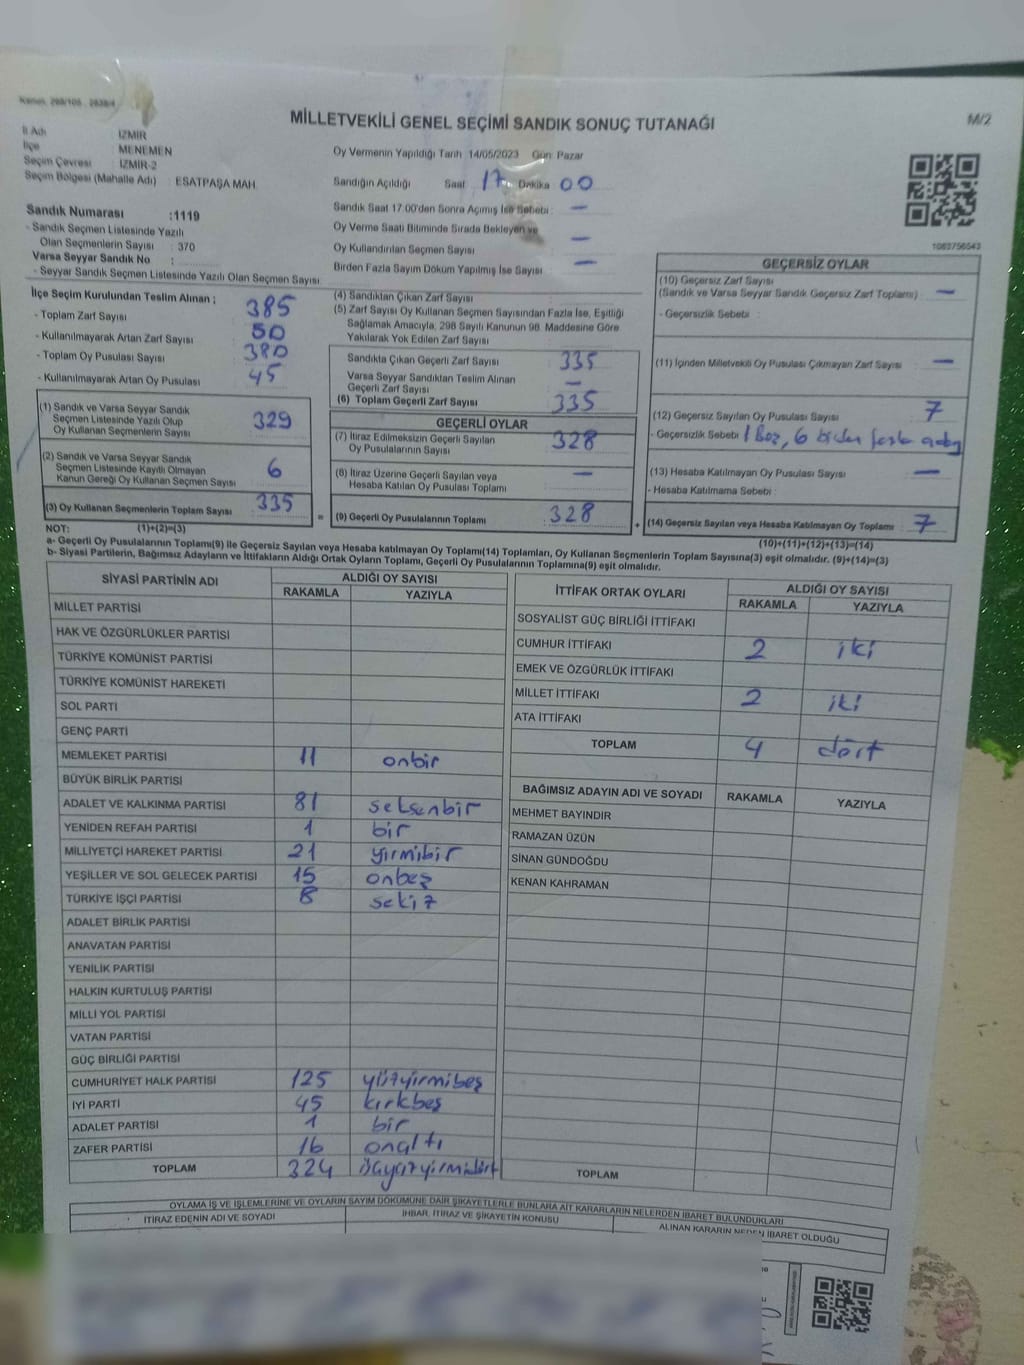 Kanun: 298/105 - 2839/4
MİLLETVEKİLİ GENEL SEÇİMİ SANDIK SONUÇ TUTANAĞI
M/2
İl Adı : İZMİR
İlçe : MENEMEN
Seçim Çevresi : İZMİR-2
Seçim Bölgesi (Mahalle Adı) : ESATPAŞA MAH.
Sandık Numarası :1119
- Sandık Seçmen Listesinde Yazılı
Olan Seçmenlerin Sayısı : 370
Varsa Seyyar Sandık No :
- Seyyar Sandık Seçmen Listesinde Yazılı Olan Seçmen Sayısı
Oy Vermenin Yapıldığı Tarih 14/05/2023 Gün: Pazar
Sandığın Açıldığı Saat 17 Dakika 00
Sandık Saat 17:00'den Sonra Açımış İse Sebebi : -
Oy Verme Saati Bitiminde Sırada Bekleyen ve
Oy Kullandırılan Seçmen Sayısı -
Birden Fazla Sayım Döküm Yapılmış İse Sayısı -
1063756543
İlçe Seçim Kurulundan Teslim Alınan ;
- Toplam Zarf Sayısı 385
- Kullanılmayarak Artan Zarf Sayısı 50
- Toplam Oy Pusulası Sayısı 380
- Kullanılmayarak Artan Oy Pusulası 45
(1) Sandık ve Varsa Seyyar Sandık
Seçmen Listesinde Yazılı Olup
Oy Kullanan Seçmenlerin Sayısı 329
(2) Sandık ve Varsa Seyyar Sandık
Seçmen Listesinde Kayıtlı Olmayan
Kanun Gereği Oy Kullanan Seçmen Sayısı 6
(3) Oy Kullanan Seçmenlerin Toplam Sayısı 335
(4) Sandıktan Çıkan Zarf Sayısı
(5) Zarf Sayısı Oy Kullanan Seçmen Sayısından Fazla İse, Eşitliği
Sağlamak Amacıyla, 298 Sayılı Kanunun 98. Maddesine Göre
Yakılarak Yok Edilen Zarf Sayısı
Sandıkta Çıkan Geçerli Zarf Sayısı 335
Varsa Seyyar Sandıktan Teslim Alınan
Geçerli Zarf Sayısı -
(6) Toplam Geçerli Zarf Sayısı 335
GEÇERLİ OYLAR
(7) İtiraz Edilmeksizin Geçerli Sayılan
Oy Pusulalarının Sayısı 328
(8) İtiraz Üzerine Geçerli Sayılan veya
Hesaba Katılan Oy Pusulası Toplamı -
= (9) Geçerli Oy Pusulalarının Toplamı 328
GEÇERSİZ OYLAR
(10) Geçersiz Zarf Sayısı
(Sandık ve Varsa Seyyar Sandık Geçersiz Zarf Toplamı) -
- Geçersizlik Sebebi :
(11) İçinden Milletvekili Oy Pusulası Çıkmayan Zarf Sayısı -
(12) Geçersiz Sayılan Oy Pusulası Sayısı 7
- Geçersizlik Sebebi 1 Boş, 6 birden fazla aday
(13) Hesaba Katılmayan Oy Pusulası Sayısı -
- Hesaba Katılmama Sebebi :
+ (14) Geçersiz Sayılan veya Hesaba Katılmayan Oy Toplamı 7
NOT: (1)+(2)=(3)
(10)+(11)+(12)+(13)=(14)
a- Geçerli Oy Pusulalarının Toplamı(9) ile Geçersiz Sayılan veya Hesaba katılmayan Oy Toplamı(14) Toplamları, Oy Kullanan Seçmenlerin Toplam Sayısına(3) eşit olmalıdır. (9)+(14)=(3)
b- Siyasi Partilerin, Bağımsız Adayların ve İttifakların Aldığı Ortak Oyların Toplamı, Geçerli Oy Pusulalarının Toplamına(9) eşit olmalıdır.
SİYASİ PARTİNİN ADI ALDIĞI OY SAYISI
RAKAMLA YAZIYLA
MİLLET PARTİSİ
HAK VE ÖZGÜRLÜKLER PARTİSİ
TÜRKİYE KOMÜNİST PARTİSİ
TÜRKİYE KOMÜNİST HAREKETİ
SOL PARTİ
GENÇ PARTİ
MEMLEKET PARTİSİ 11 onbir
BÜYÜK BİRLİK PARTİSİ
ADALET VE KALKINMA PARTİSİ 81 seksenbir
YENİDEN REFAH PARTİSİ 1 bir
MİLLİYETÇİ HAREKET PARTİSİ 21 yirmibir
YEŞİLLER VE SOL GELECEK PARTİSİ 15 onbeş
TÜRKİYE İŞÇİ PARTİSİ 8 sekiz
ADALET BİRLİK PARTİSİ
ANAVATAN PARTİSİ
YENİLİK PARTİSİ
HALKIN KURTULUŞ PARTİSİ
MİLLİ YOL PARTİSİ
VATAN PARTİSİ
GÜÇ BİRLİĞİ PARTİSİ
CUMHURİYET HALK PARTİSİ 125 yüzyirmibeş
İYİ PARTİ 45 kırkbeş
ADALET PARTİSİ 1 bir
ZAFER PARTİSİ 16 onaltı
TOPLAM 324 üçyüzyirmidört
İTTİFAK ORTAK OYLARI ALDIĞI OY SAYISI
RAKAMLA YAZIYLA
SOSYALİST GÜÇ BİRLİĞİ İTTİFAKI
CUMHUR İTTİFAKI 2 iki
EMEK VE ÖZGÜRLÜK İTTİFAKI
MİLLET İTTİFAKI 2 iki
ATA İTTİFAKI
TOPLAM 4 dört
BAĞIMSIZ ADAYIN ADI VE SOYADI RAKAMLA YAZIYLA
MEHMET BAYINDIR
RAMAZAN ÜZÜN
SİNAN GÜNDOĞDU
KENAN KAHRAMAN
TOPLAM
OYLAMA İŞ VE İŞLEMLERİNE VE OYLARIN SAYIM DÖKÜMÜNE DAİR ŞİKAYETLERLE BUNLARA AİT KARARLARIN NELERDEN İBARET BULUNDUKLARI
İTİRAZ EDENİN ADI VE SOYADI İHBAR, İTİRAZ VE ŞİKAYETİN KONUSU ALINAN KARARIN NEDEN İBARET OLDUĞU